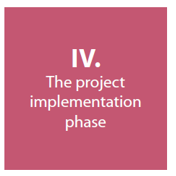 IV.
The project
implementation
phase